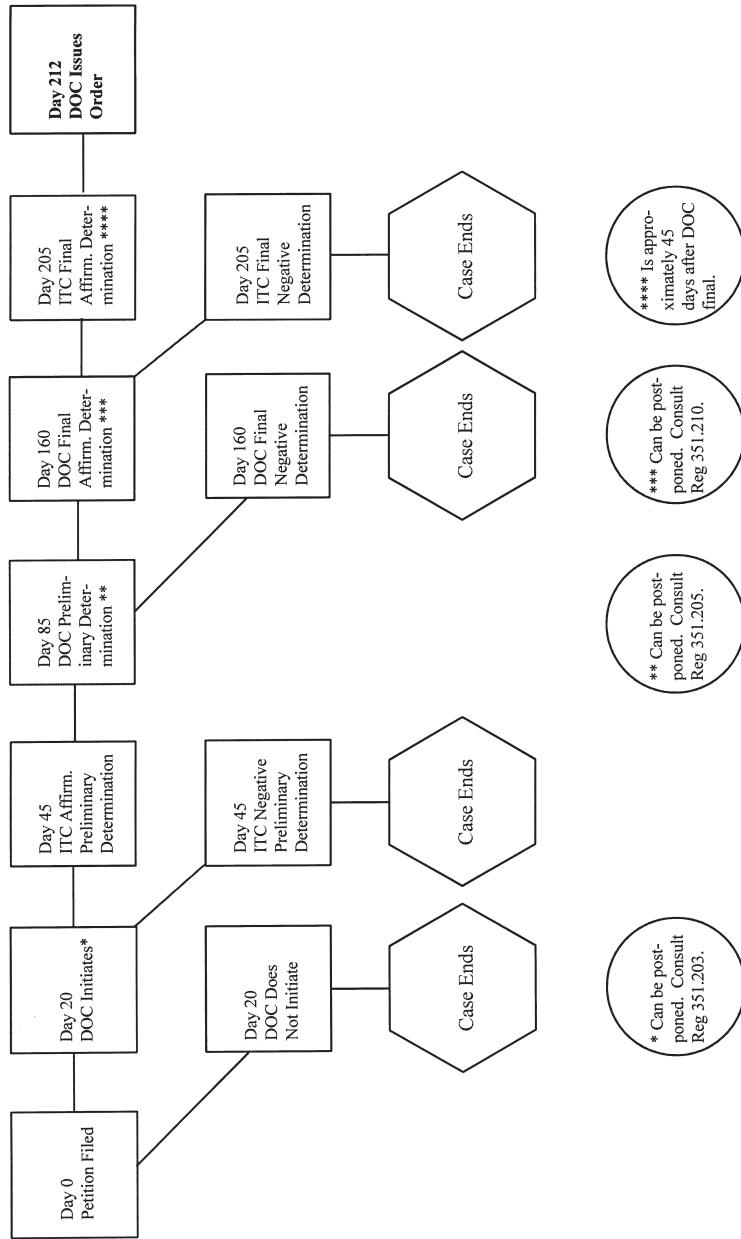 Day 0
Petition Filed
Day 20
DOC Initiates*
Day 45
ITC Affirm.
Preliminary
Determination
Day 85
DOC Prelim-
inary Deter-
mination **
Day 160
DOC Final
Affirm. Deter-
mination ***
Day 205
ITC Final
Affirm. Deter-
mination ****
Day 212
DOC Issues
Order
Day 20
DOC Does
Not Initiate
Day 45
ITC Negative
Preliminary
Determination
Day 160
DOC Final
Negative
Determination
Day 205
ITC Final
Negative
Determination
Case Ends
Case Ends
Case Ends
Case Ends
* Can be post-
poned. Consult
Reg 351.203.
** Can be post-
poned. Consult
Reg 351.205.
*** Can be post-
poned. Consult
Reg 351.210.
**** Is appro-
ximately 45
days after DOC
final.